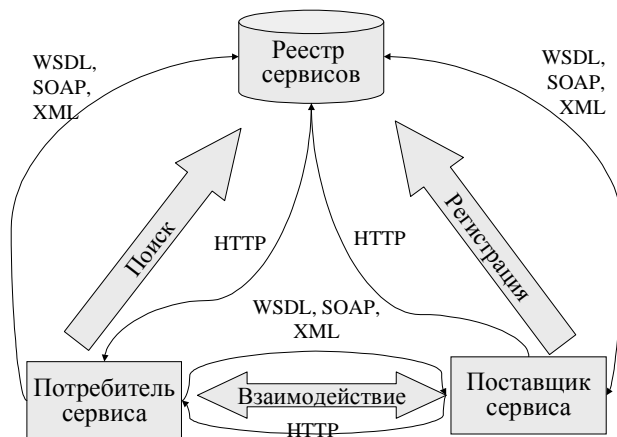 Реестр
сервисов
WSDL,
SOAP,
XML
WSDL,
SOAP,
XML
Поиск
HTTP
HTTP
Регистрация
WSDL, SOAP,
XML
Потребитель
сервиса
Взаимодействие
HTTP
Поставщик
сервиса